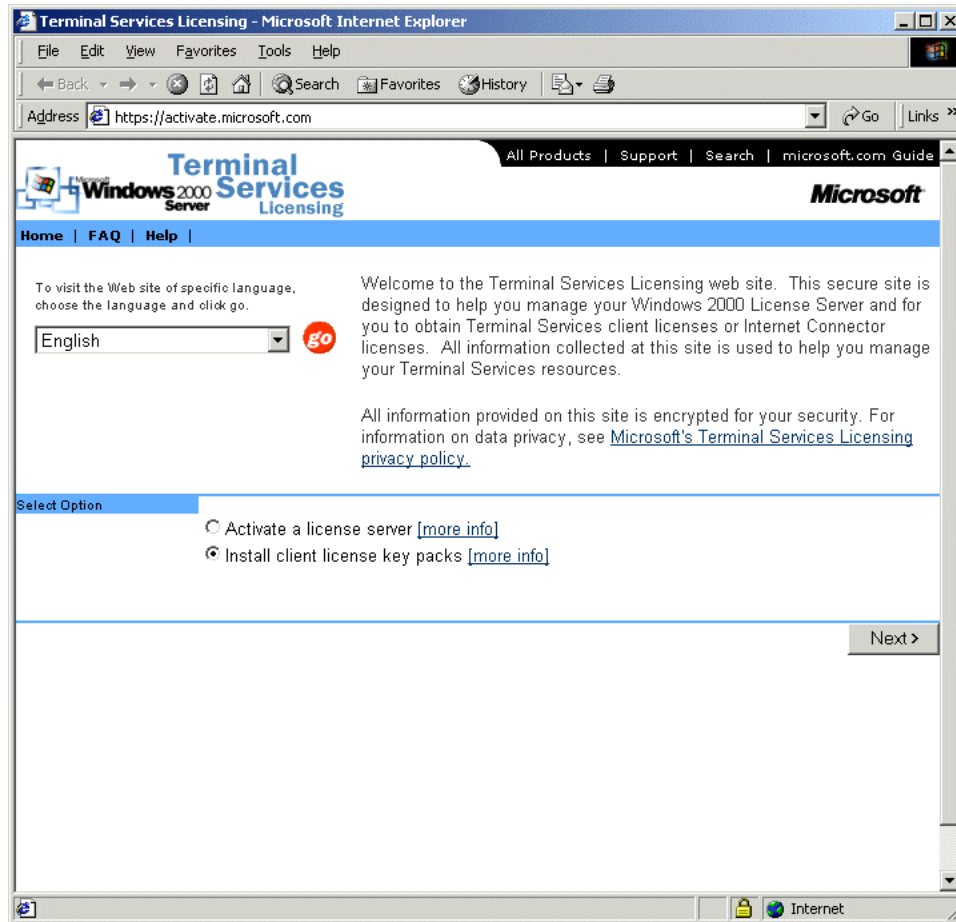 Terminal Services Licensing - Microsoft Internet Explorer
File Edit View Favorites Tools Help
Back Search Favorites History
Address https://activate.microsoft.com Go Links »
All Products | Support | Search | microsoft.com Guide
Microsoft
Windows 2000
Server
Terminal
Services
Licensing
Microsoft
Home | FAQ | Help |
To visit the Web site of specific language,
choose the language and click go.
English go
Welcome to the Terminal Services Licensing web site. This secure site is
designed to help you manage your Windows 2000 License Server and for
you to obtain Terminal Services client licenses or Internet Connector
licenses. All information collected at this site is used to help you manage
your Terminal Services resources.
All information provided on this site is encrypted for your security. For
information on data privacy, see Microsoft's Terminal Services Licensing
privacy policy.
Select Option
Activate a license server [more info]
Install client license key packs [more info]
Next >
Internet